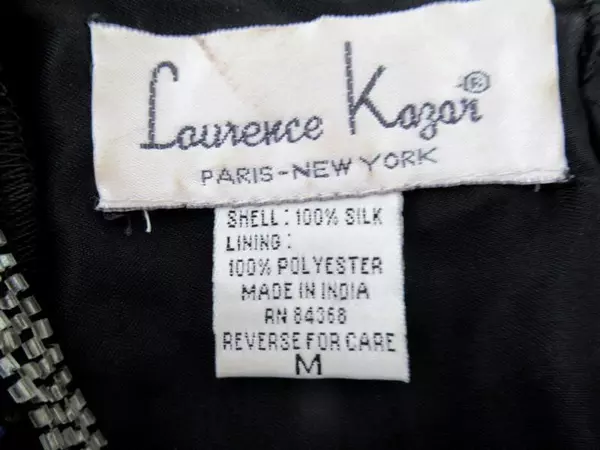 Laurence Kazar®
PARIS-NEW YORK
SHELL: 100% SILK
LINING:
100% POLYESTER
MADE IN INDIA
RN 84368
REVERSE FOR CARE
M